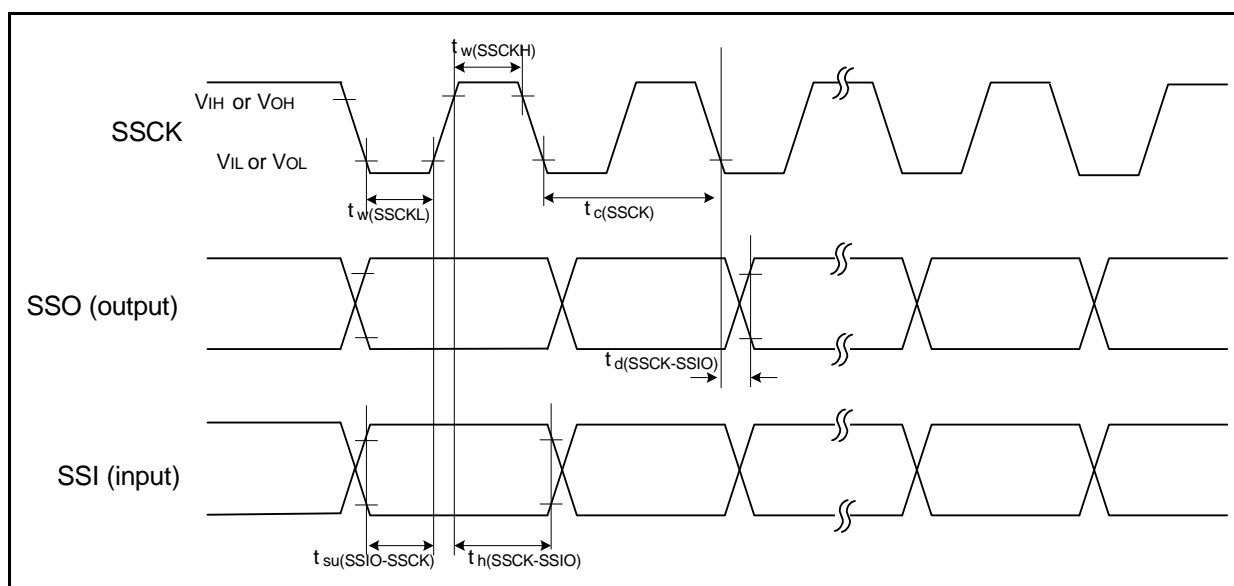 tw(SSCKH)
VIH or VOH
SSCK
VIL or VOL
tw(SSCKL)
tc(SSCK)
SSO (output)
td(SSCK-SSIO)
SSI (input)
tsu(SSIO-SSCK)
th(SSCK-SSIO)